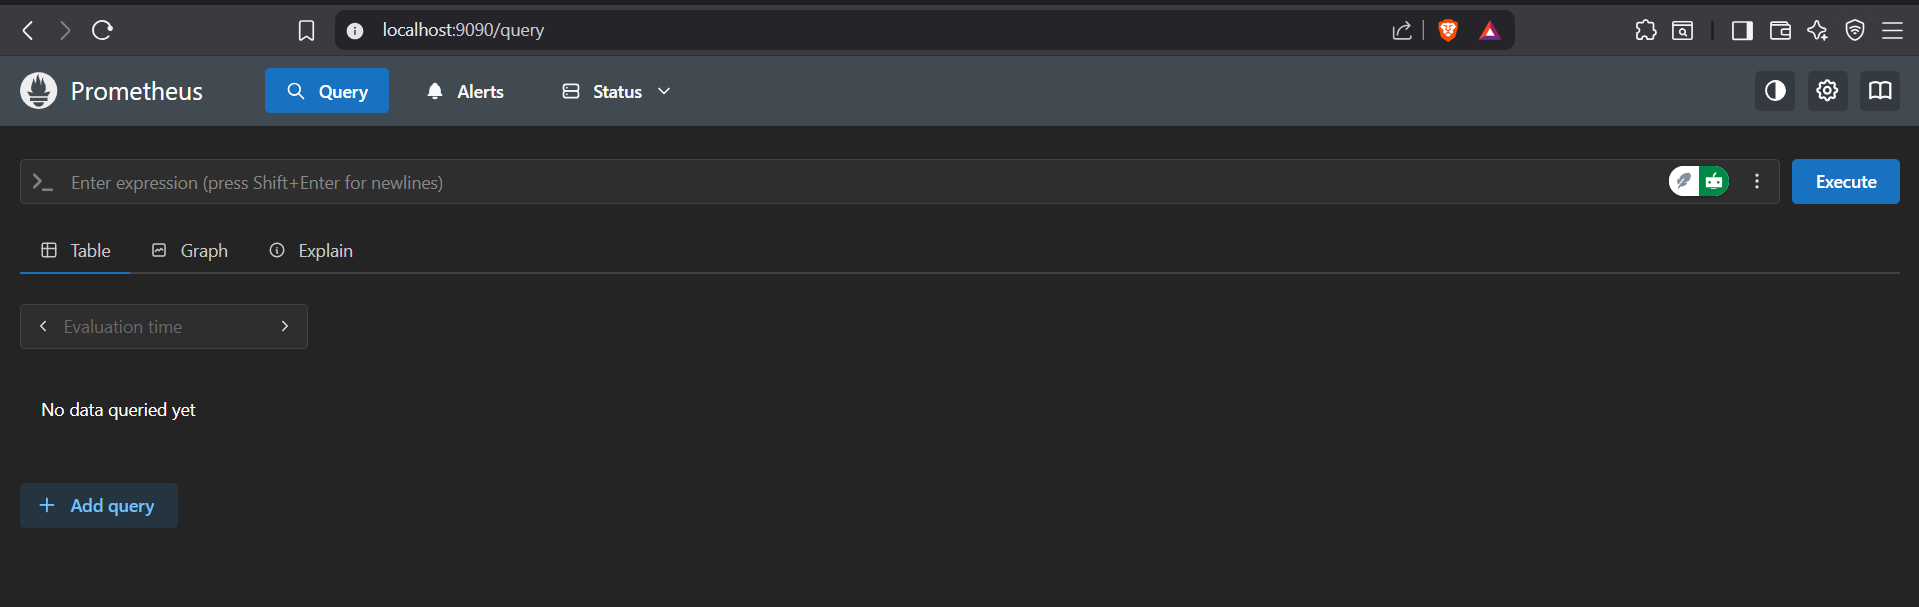 localhost:9090/query
Prometheus Query Alerts Status
Enter expression (press Shift+Enter for newlines) Execute
Table Graph Explain
Evaluation time
No data queried yet
+ Add query